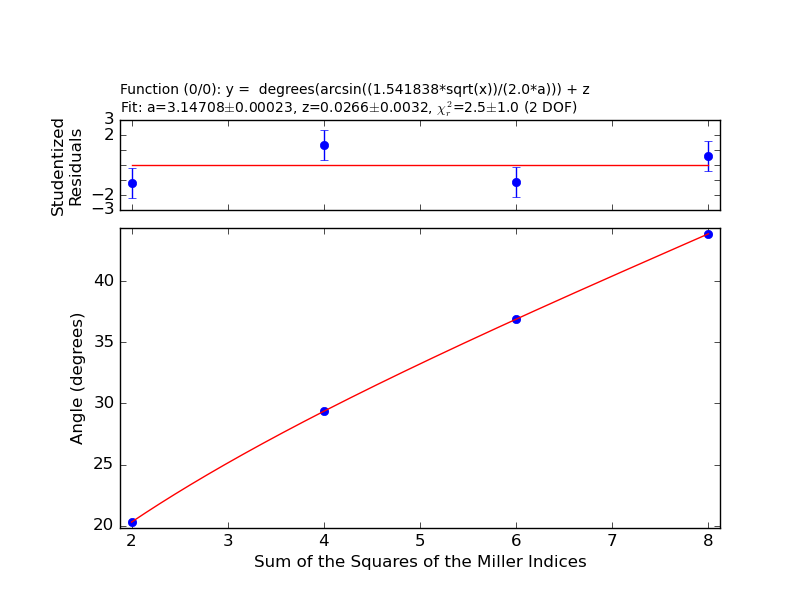 Function (0/0): y =  degrees(arcsin((1.541838*sqrt(x))/(2.0*a))) + z
Fit: a=3.14708±0.00023, z=0.0266±0.0032, χ²ᵣ=2.5±1.0 (2 DOF)
Studentized
Residuals
3
2
−2
−3
Angle (degrees)
40
35
30
25
20
2 3 4 5 6 7 8
Sum of the Squares of the Miller Indices